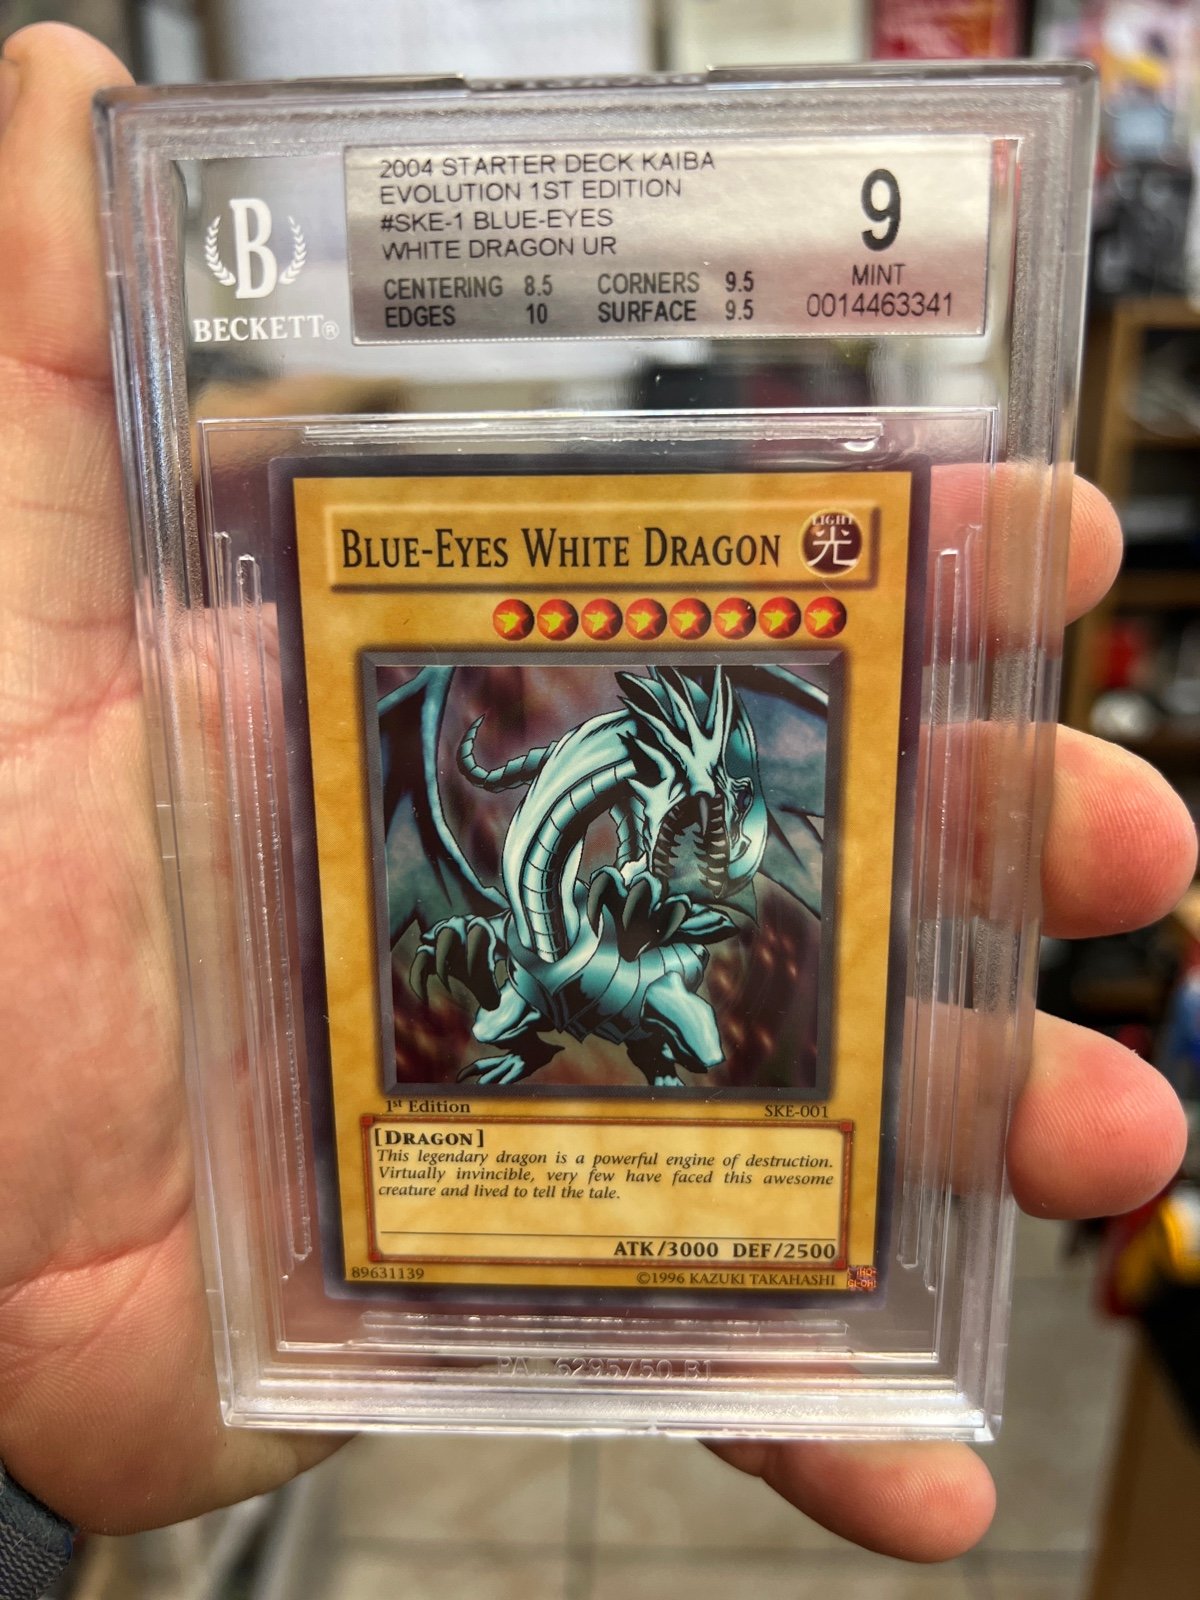 2004 STARTER DECK KAIBA
EVOLUTION 1ST EDITION
#SKE-1 BLUE-EYES
WHITE DRAGON UR
CENTERING 8.5 CORNERS 9.5
EDGES 10 SURFACE 9.5
9
MINT
0014463341
B
BECKETT®
BLUE-EYES WHITE DRAGON
LIGHT
光
1st Edition
SKE-001
[DRAGON]
This legendary dragon is a powerful engine of destruction.
Virtually invincible, very few have faced this awesome
creature and lived to tell the tale.
ATK/3000 DEF/2500
89631139
©1996 KAZUKI TAKAHASHI
6295750 B1